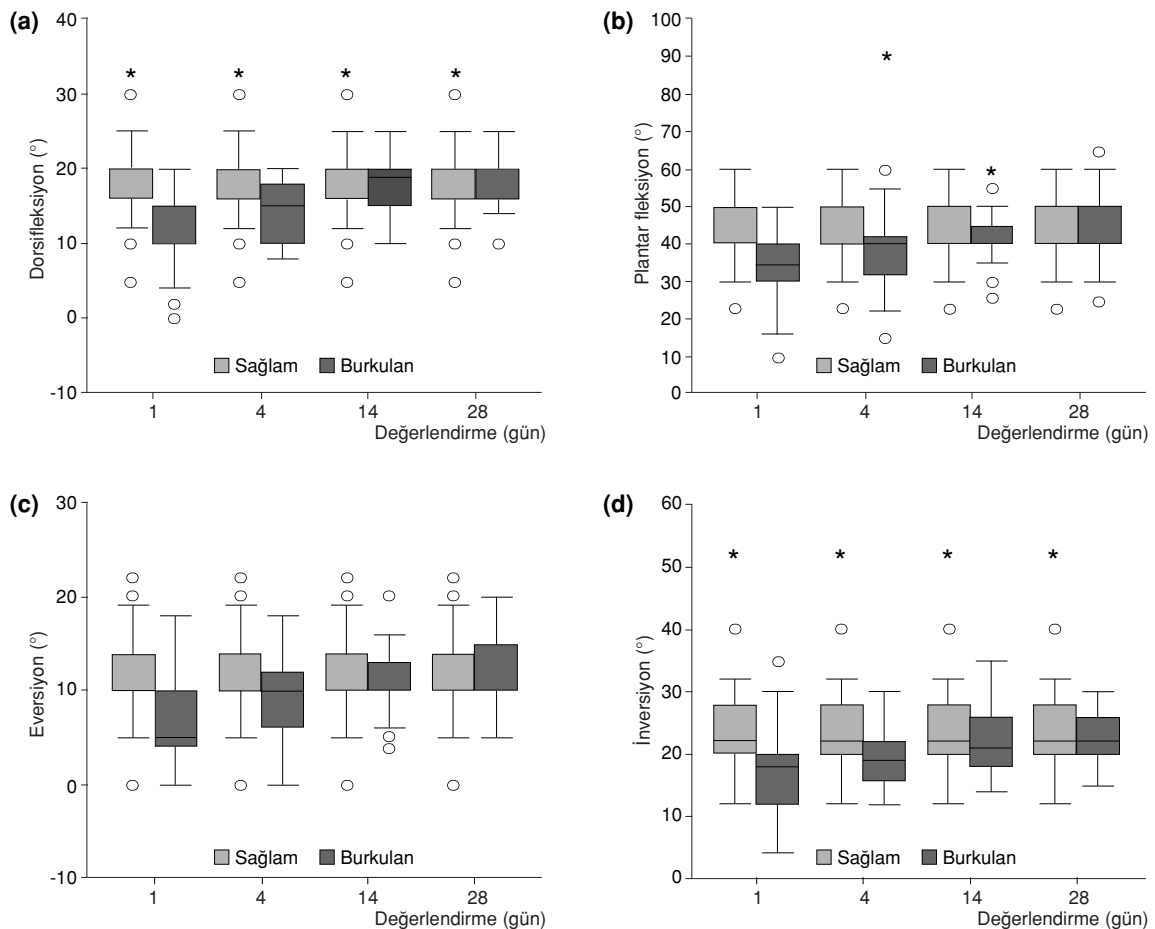 (a)
40
30
20
10
0
-10
Dorsifleksiyon (°)
* * * *
Sağlam Burkulan
1 4 14 28
Değerlendirme (gün)
(b)
100
90
80
70
60
50
40
30
20
10
0
Plantar fleksiyon (°)
*
*
Sağlam Burkulan
1 4 14 28
Değerlendirme (gün)
(c)
30
20
10
0
-10
Eversiyon (°)
Sağlam Burkulan
1 4 14 28
Değerlendirme (gün)
(d)
60
50
40
30
20
10
0
İnversiyon (°)
* * * *
Sağlam Burkulan
1 4 14 28
Değerlendirme (gün)